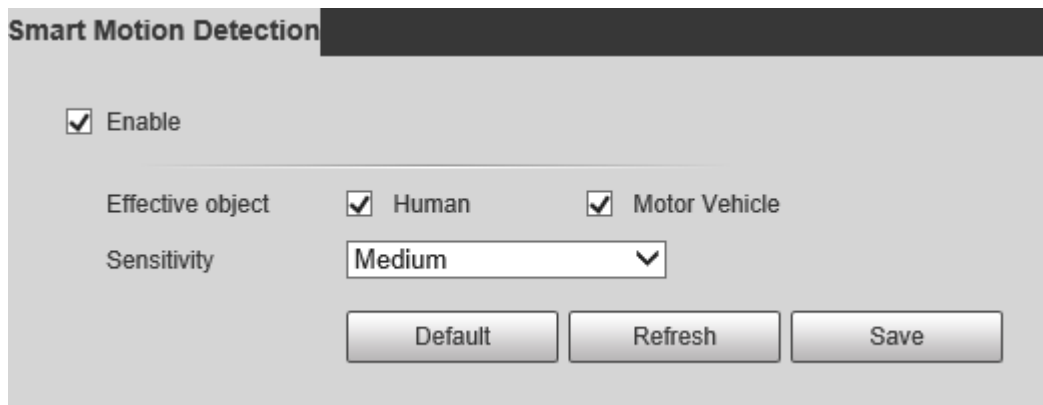 Smart Motion Detection
Enable
Effective object Human Motor Vehicle
Sensitivity Medium
Default Refresh Save